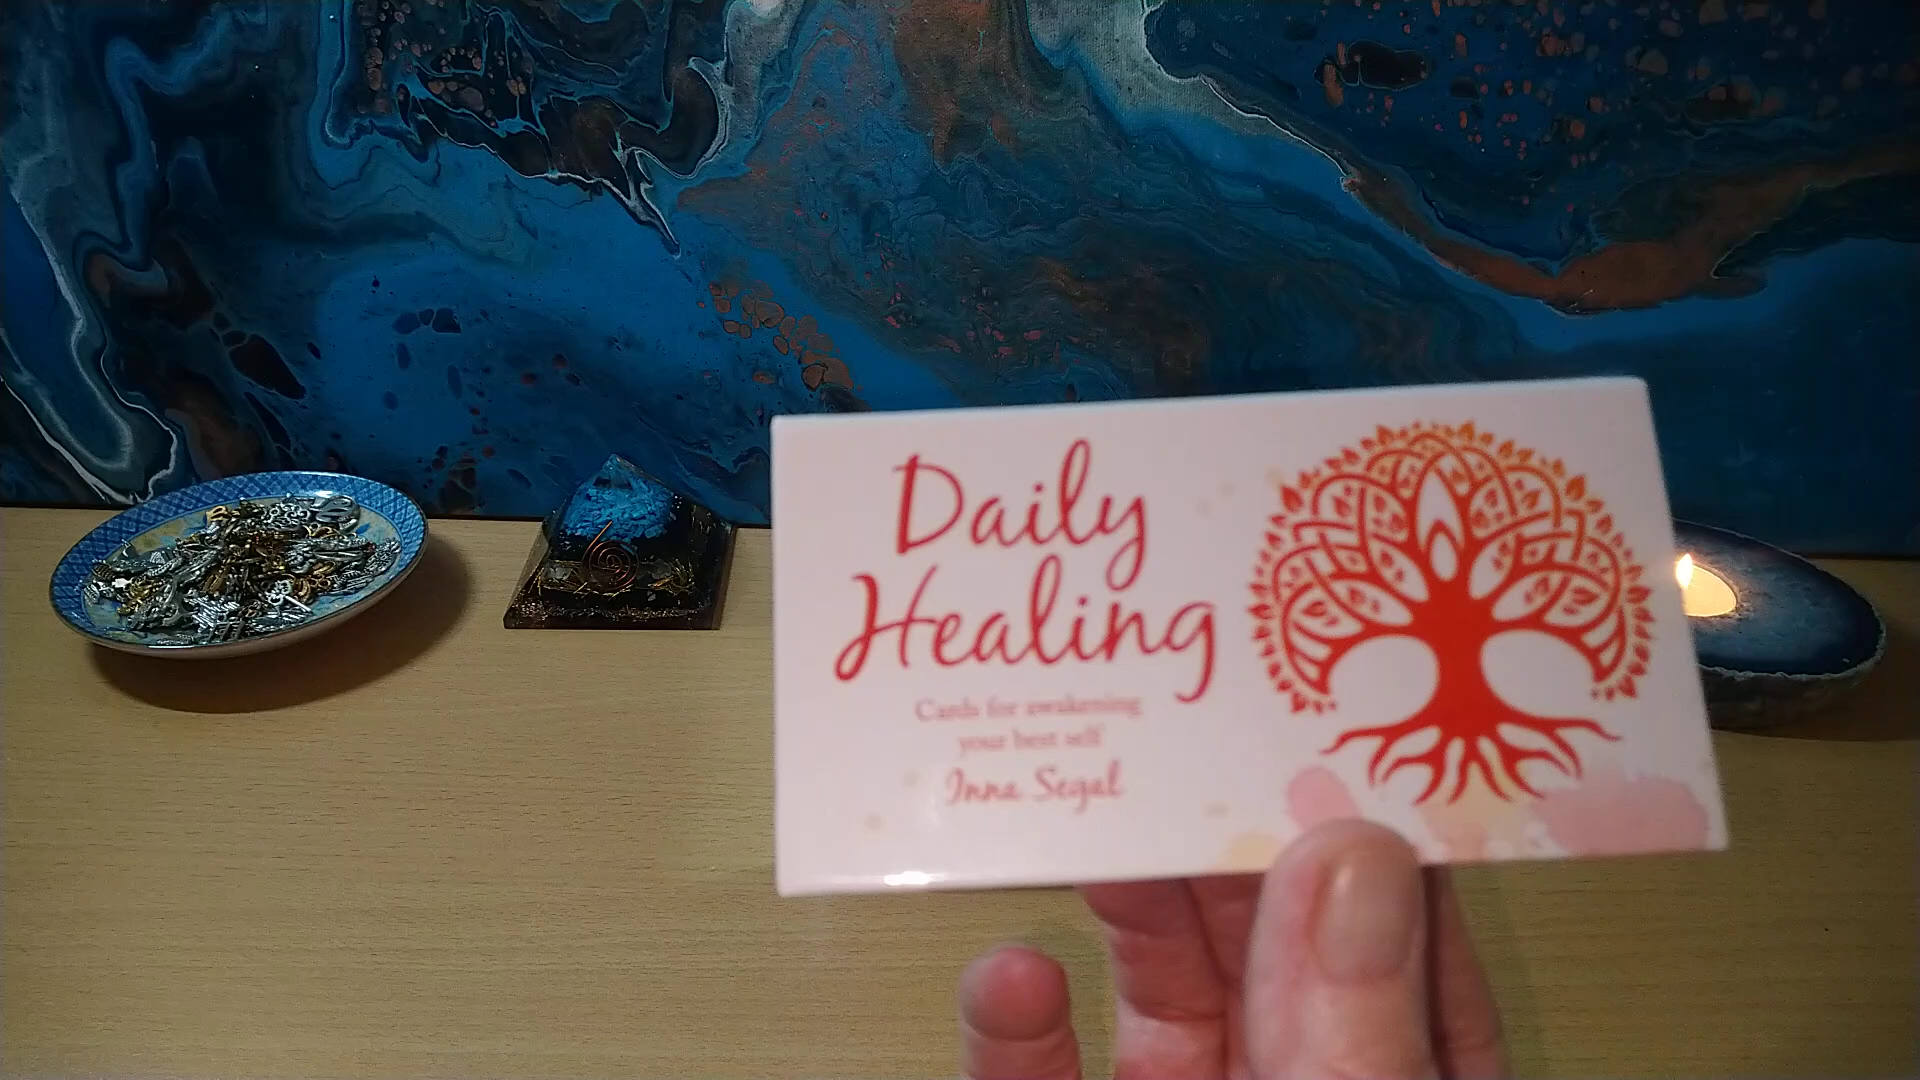 Daily
Healing
Cards for awakening
your best self
Inna Segal